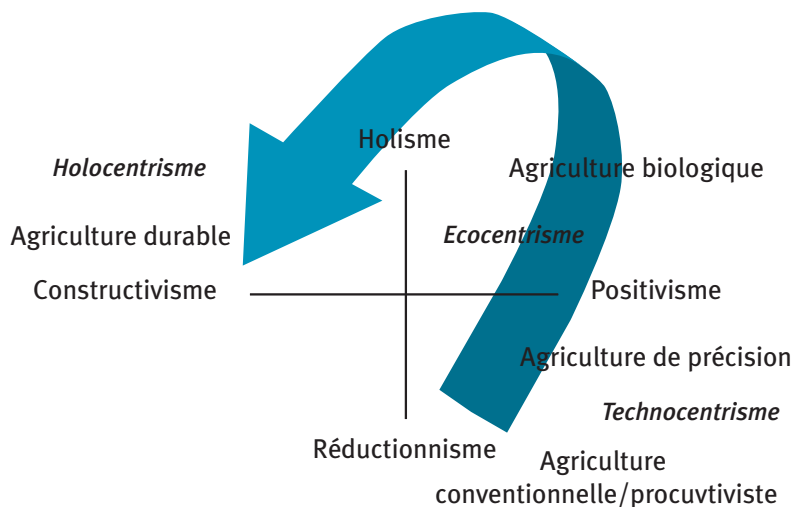 Holisme
Holocentrisme
Agriculture biologique
Agriculture durable
Ecocentrisme
Constructivisme
Positivisme
Agriculture de précision
Technocentrisme
Réductionnisme
Agriculture
conventionnelle/procuvtiviste